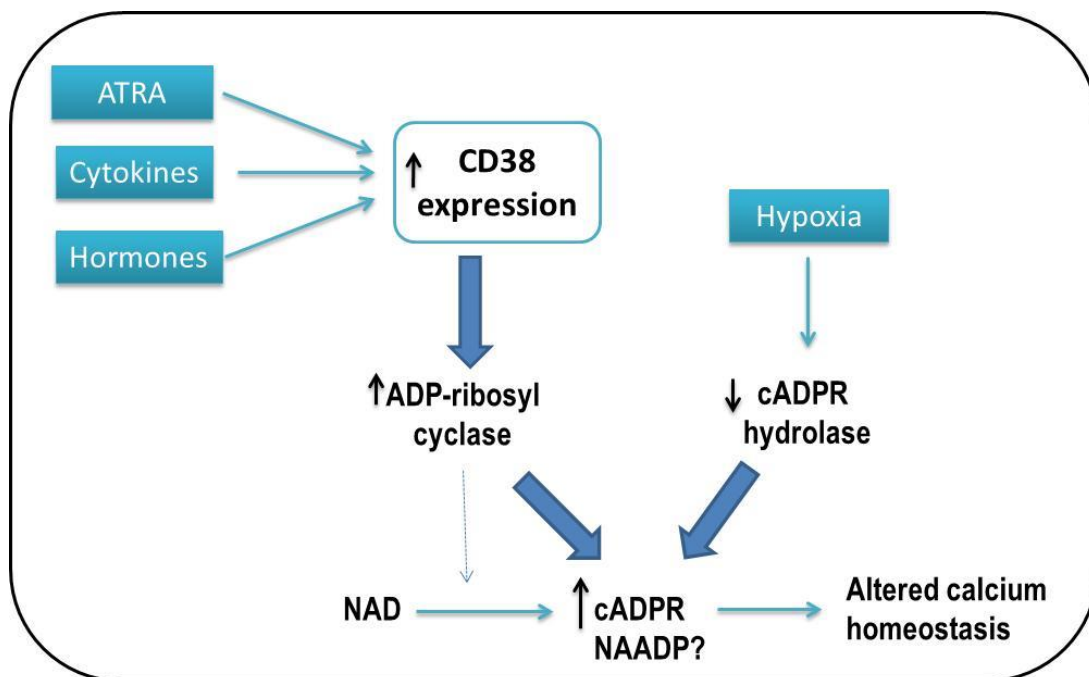 ATRA
Cytokines
Hormones
↑ CD38
expression
Hypoxia
↑ADP-ribosyl
cyclase
↓ cADPR
hydrolase
NAD
↑ cADPR
NAADP?
Altered calcium
homeostasis